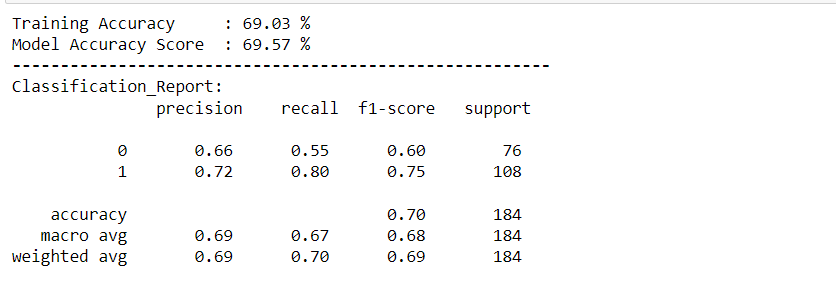 Training Accuracy     : 69.03 %
Model Accuracy Score  : 69.57 %
--------------------------------------------------------
Classification_Report:
               precision    recall  f1-score   support

           0       0.66      0.55      0.60        76
           1       0.72      0.80      0.75       108

    accuracy                           0.70       184
   macro avg       0.69      0.67      0.68       184
weighted avg       0.69      0.70      0.69       184